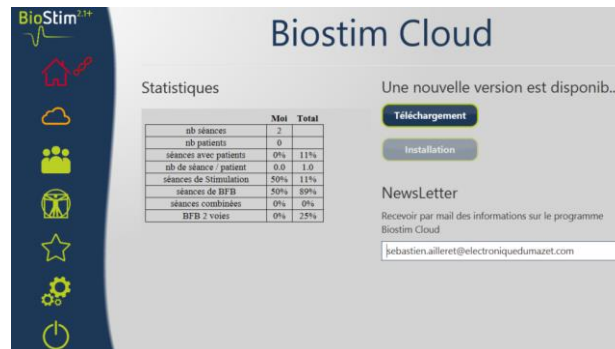 BioStim 2.1+
Biostim Cloud
Statistiques
Moi Total
nb séances 2
nb patients 0
séances avec patients 0% 11%
nb de séance / patient 0.0 1.0
séances de Stimulation 50% 11%
séances de BFB 50% 89%
séances combinées 0% 0%
BFB 2 voies 0% 25%
Une nouvelle version est disponib...
Téléchargement
Installation
NewsLetter
Recevoir par mail des informations sur le programme
Biostim Cloud
sebastien.ailleret@electroniquedumazet.com